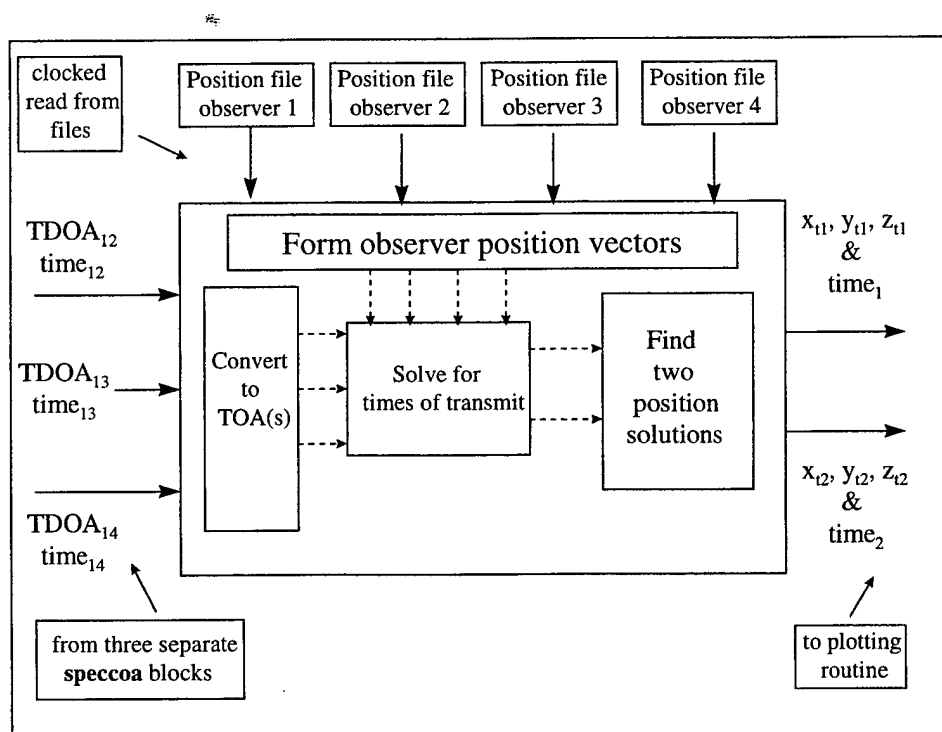 clocked
read from
files
Position file
observer 1
Position file
observer 2
Position file
observer 3
Position file
observer 4
TDOA₁₂
time₁₂
TDOA₁₃
time₁₃
TDOA₁₄
time₁₄
Form observer position vectors
Convert
to
TOA(s)
Solve for
times of transmit
Find
two
position
solutions
xₜ₁, yₜ₁, zₜ₁
&
time₁
xₜ₂, yₜ₂, zₜ₂
&
time₂
from three separate
speccoa blocks
to plotting
routine